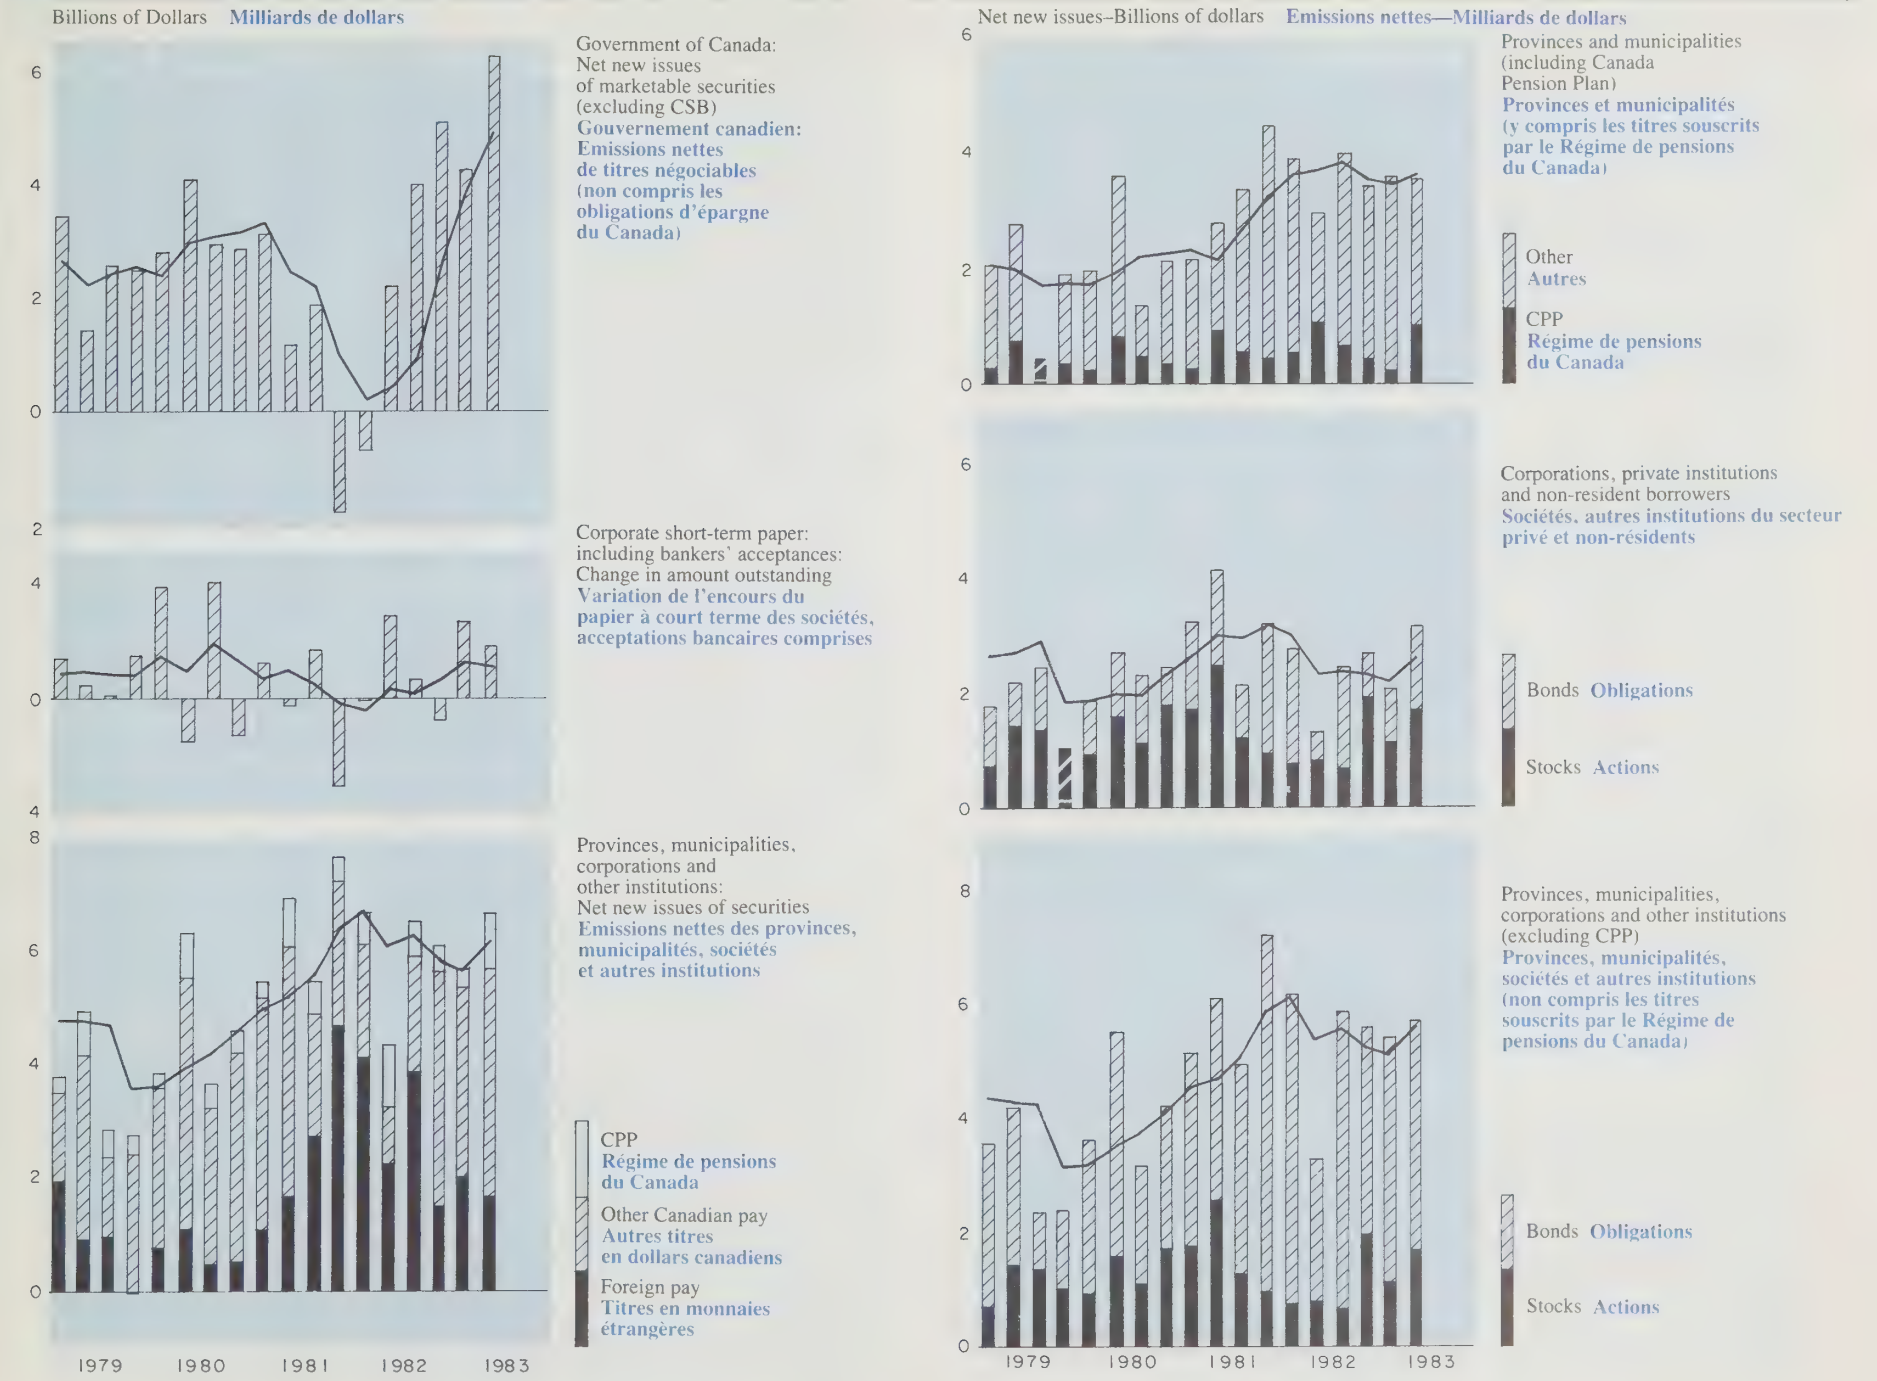 Billions of Dollars Milliards de dollars
6
4
2
0
2
Government of Canada:
Net new issues
of marketable securities
(excluding CSB)
Gouvernement canadien:
Emissions nettes
de titres négociables
(non compris les
obligations d'épargne
du Canada)
4
0
4
Corporate short-term paper:
including bankers' acceptances:
Change in amount outstanding
Variation de l'encours du
papier à court terme des sociétés,
acceptations bancaires comprises
8
6
4
2
0
Provinces, municipalities,
corporations and
other institutions:
Net new issues of securities
Emissions nettes des provinces,
municipalités, sociétés
et autres institutions
CPP
Régime de pensions
du Canada
Other Canadian pay
Autres titres
en dollars canadiens
Foreign pay
Titres en monnaies
étrangères
1979 1980 1981 1982 1983
Net new issues–Billions of dollars Emissions nettes—Milliards de dollars
6
4
2
0
Provinces and municipalities
(including Canada
Pension Plan)
Provinces et municipalités
(y compris les titres souscrits
par le Régime de pensions
du Canada)
Other
Autres
CPP
Régime de pensions
du Canada
6
4
2
0
Corporations, private institutions
and non-resident borrowers
Sociétés, autres institutions du secteur
privé et non-résidents
Bonds Obligations
Stocks Actions
8
6
4
2
0
Provinces, municipalities,
corporations and other institutions
(excluding CPP)
Provinces, municipalités,
sociétés et autres institutions
(non compris les titres
souscrits par le Régime de
pensions du Canada)
Bonds Obligations
Stocks Actions
1979 1980 1981 1982 1983